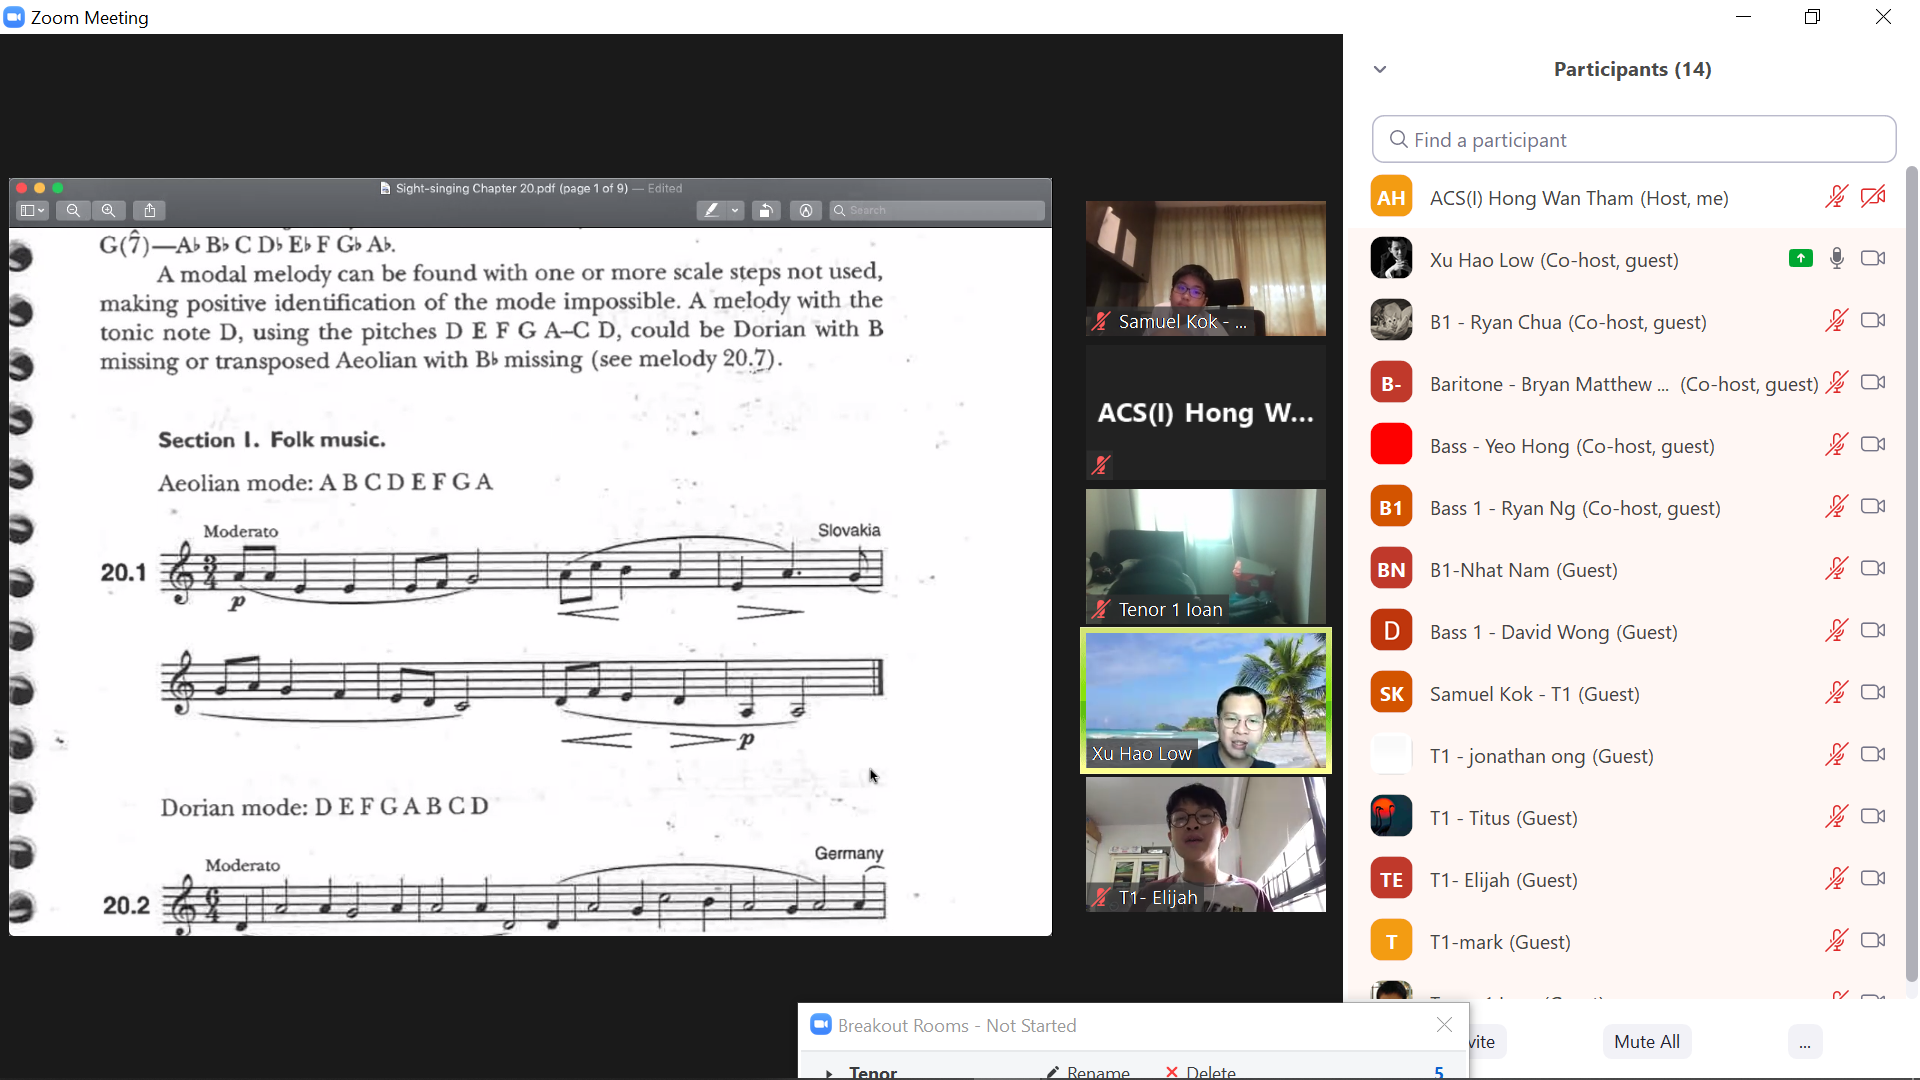 Zoom Meeting
Sight-singing Chapter 20.pdf (page 1 of 9) — Edited
Search
G(7̂)—A♭ B♭ C D♭ E♭ F G♭ A♭.
A modal melody can be found with one or more scale steps not used,
making positive identification of the mode impossible. A melody with the
tonic note D, using the pitches D E F G A–C D, could be Dorian with B
missing or transposed Aeolian with B♭ missing (see melody 20.7).
Section 1. Folk music.
Aeolian mode: A B C D E F G A
Moderato
Slovakia
20.1
3
4
p
p
Dorian mode: D E F G A B C D
Moderato
Germany
20.2
6
4
Samuel Kok - ...
ACS(I) Hong W...
Tenor 1 Ioan
Xu Hao Low
T1- Elijah
Participants (14)
Find a participant
AH ACS(I) Hong Wan Tham (Host, me)
Xu Hao Low (Co-host, guest)
B1 - Ryan Chua (Co-host, guest)
B- Baritone - Bryan Matthew ... (Co-host, guest)
Bass - Yeo Hong (Co-host, guest)
B1 Bass 1 - Ryan Ng (Co-host, guest)
BN B1-Nhat Nam (Guest)
D Bass 1 - David Wong (Guest)
SK Samuel Kok - T1 (Guest)
T1 - jonathan ong (Guest)
T1 - Titus (Guest)
TE T1- Elijah (Guest)
T T1-mark (Guest)
vite
Mute All
...
Breakout Rooms - Not Started
Tenor Rename Delete 5